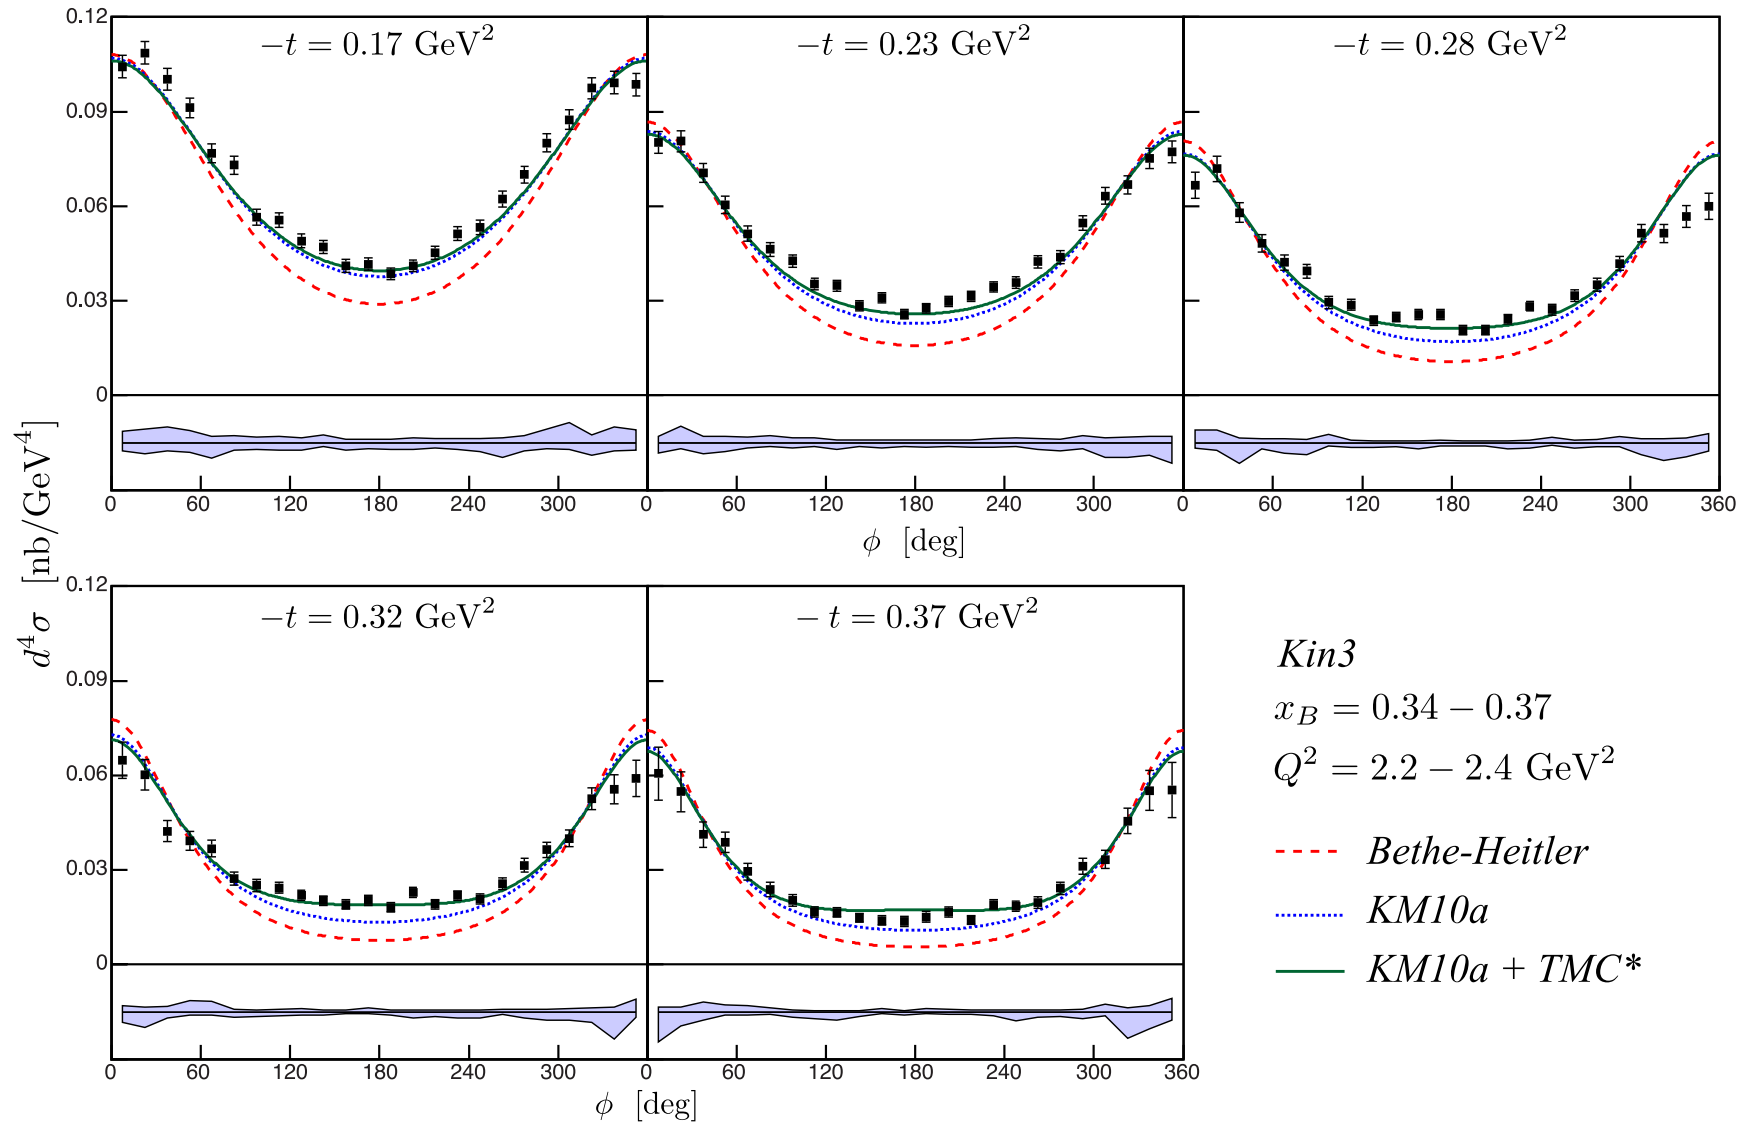 −t = 0.17 GeV²
−t = 0.23 GeV²
−t = 0.28 GeV²
0.12
0.09
0.06
0.03
0
0 60 120 180 240 300 0 60 120 180 240 300 0 60 120 180 240 300 360
ϕ [deg]
d⁴σ [nb/GeV⁴]
−t = 0.32 GeV²
−t = 0.37 GeV²
0.12
0.09
0.06
0.03
0
0 60 120 180 240 300 0 60 120 180 240 300 360
ϕ [deg]
Kin3
x_B = 0.34 − 0.37
Q² = 2.2 − 2.4 GeV²
Bethe-Heitler
KM10a
KM10a + TMC*